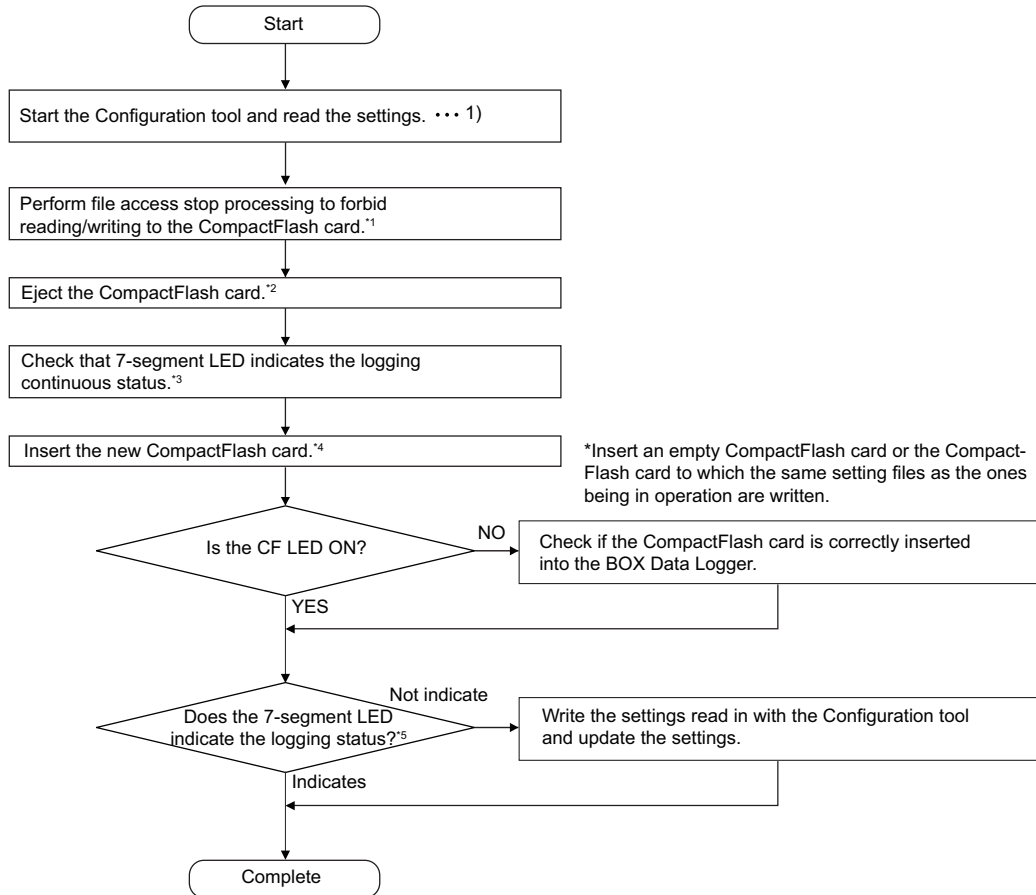 Start
Start the Configuration tool and read the settings. ··· 1)
Perform file access stop processing to forbid
reading/writing to the CompactFlash card.*1
Eject the CompactFlash card.*2
Check that 7-segment LED indicates the logging
continuous status.*3
Insert the new CompactFlash card.*4
*Insert an empty CompactFlash card or the Compact-
Flash card to which the same setting files as the ones
being in operation are written.
Is the CF LED ON?
NO
Check if the CompactFlash card is correctly inserted
into the BOX Data Logger.
YES
Does the 7-segment LED
indicate the logging status?*5
Not indicate
Write the settings read in with the Configuration tool
and update the settings.
Indicates
Complete